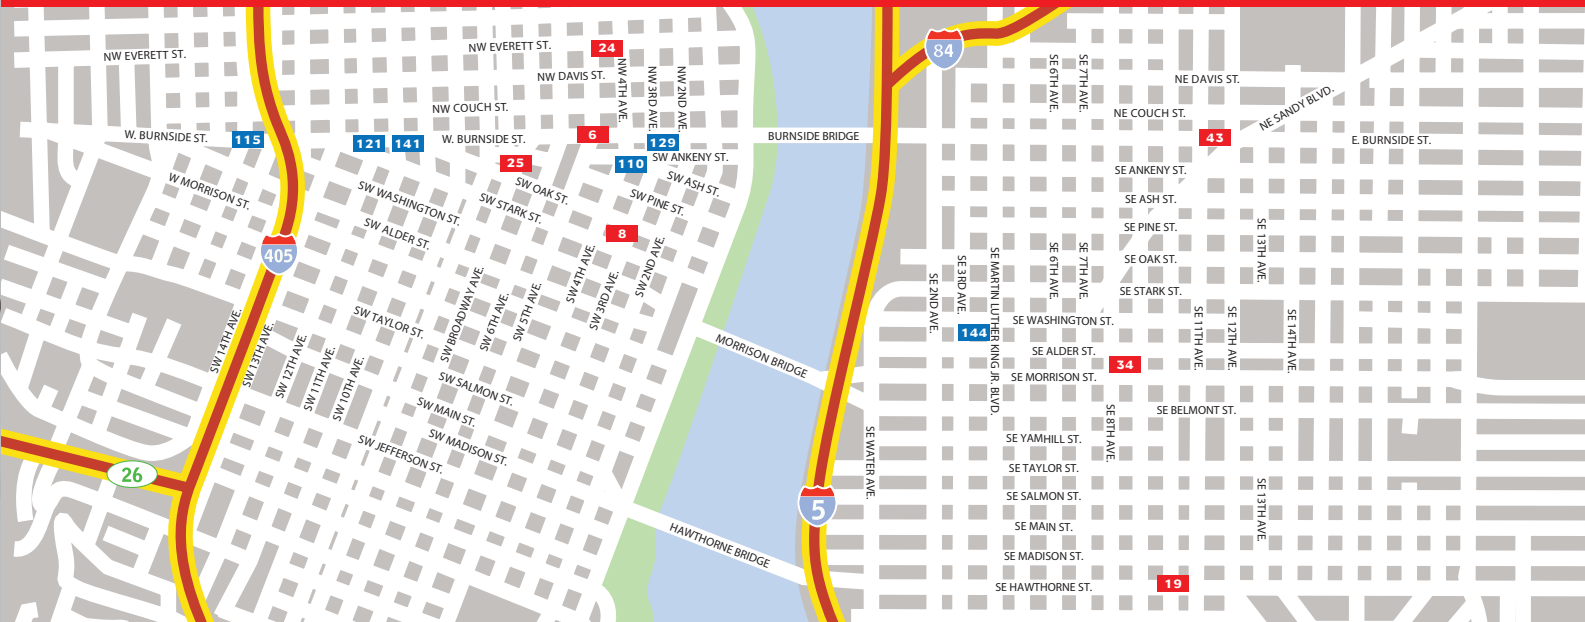 NW EVERETT ST.
NW EVERETT ST.
24
84
NW DAVIS ST.
NW 4TH AVE.
NW 3RD AVE.
NW 2ND AVE.
SE 6TH AVE.
SE 7TH AVE.
NE DAVIS ST.
NW COUCH ST.
NE COUCH ST.
NE SANDY BLVD.
W. BURNSIDE ST.
115
121
141
W. BURNSIDE ST.
6
129
BURNSIDE BRIDGE
43
E. BURNSIDE ST.
25
110
SW ANKENY ST.
SE ANKENY ST.
W MORRISON ST.
SW WASHINGTON ST.
SW OAK ST.
SW ASH ST.
SW STARK ST.
SW PINE ST.
SE ASH ST.
SW ALDER ST.
8
SE PINE ST.
405
SE 13TH AVE.
SE OAK ST.
SW 4TH AVE.
SW 2ND AVE.
SW 3RD AVE.
SE 2ND AVE.
SE 3RD AVE.
SE MARTIN LUTHER KING JR. BLVD.
SE 6TH AVE.
SE 7TH AVE.
SE STARK ST.
SW BROADWAY AVE.
SW 6TH AVE.
SW 5TH AVE.
SW TAYLOR ST.
SE WASHINGTON ST.
144
SE 11TH AVE.
SE 12TH AVE.
SE 14TH AVE.
SW 14TH AVE.
SW 13TH AVE.
SW 12TH AVE.
SW 11TH AVE.
SW 10TH AVE.
MORRISON BRIDGE
SE ALDER ST.
34
SE MORRISON ST.
SW SALMON ST.
SW MAIN ST.
SE BELMONT ST.
SE 8TH AVE.
SW MADISON ST.
SW JEFFERSON ST.
SE WATER AVE.
SE YAMHILL ST.
SE TAYLOR ST.
26
SE SALMON ST.
5
SE 13TH AVE.
SE MAIN ST.
HAWTHORNE BRIDGE
SE MADISON ST.
SE HAWTHORNE ST.
19